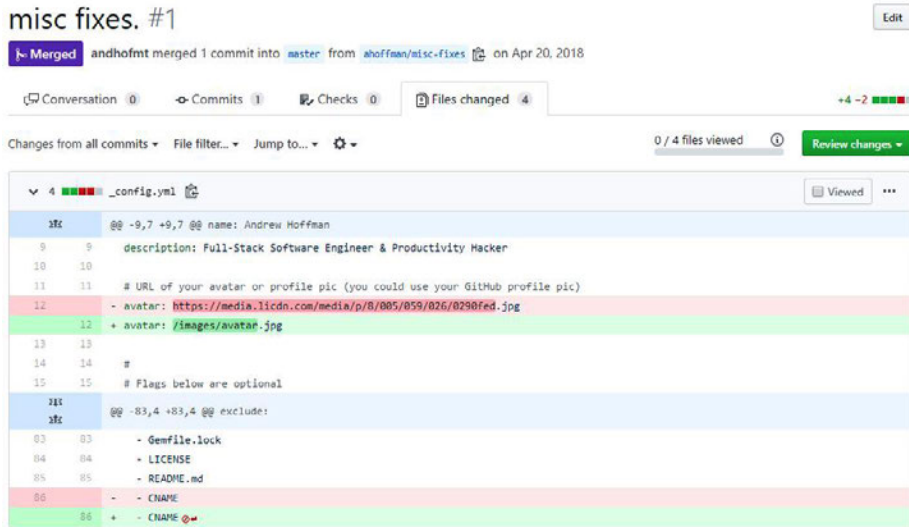 misc fixes. #1
Edit
Merged andhofmt merged 1 commit into master from ahoffman/misc-fixes on Apr 20, 2018
Conversation 0 Commits 1 Checks 0 Files changed 4 +4 −2
Changes from all commits File filter... Jump to... 0 / 4 files viewed Review changes
4 _config.yml Viewed ...
@@ -9,7 +9,7 @@ name: Andrew Hoffman
9 9 description: Full-Stack Software Engineer & Productivity Hacker
10 10
11 11 # URL of your avatar or profile pic (you could use your GitHub profile pic)
12 - avatar: https://media.licdn.com/media/p/8/005/059/026/0290fed.jpg
12 + avatar: /images/avatar.jpg
13 13
14 14 #
15 15 # Flags below are optional
@@ -83,4 +83,4 @@ exclude:
83 83 - Gemfile.lock
84 84 - LICENSE
85 85 - README.md
86 - - CNAME
86 + - CNAME